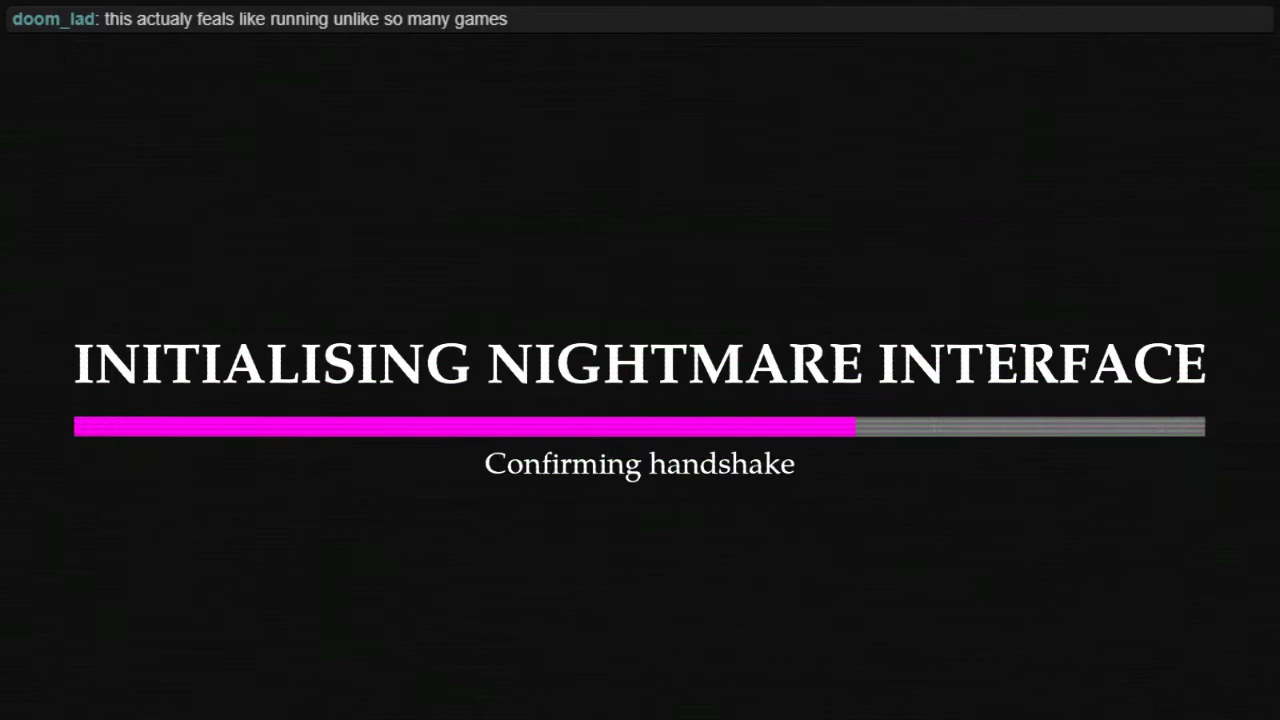 doom_lad: this actualy feals like running unlike so many games
INITIALISING NIGHTMARE INTERFACE
Confirming handshake